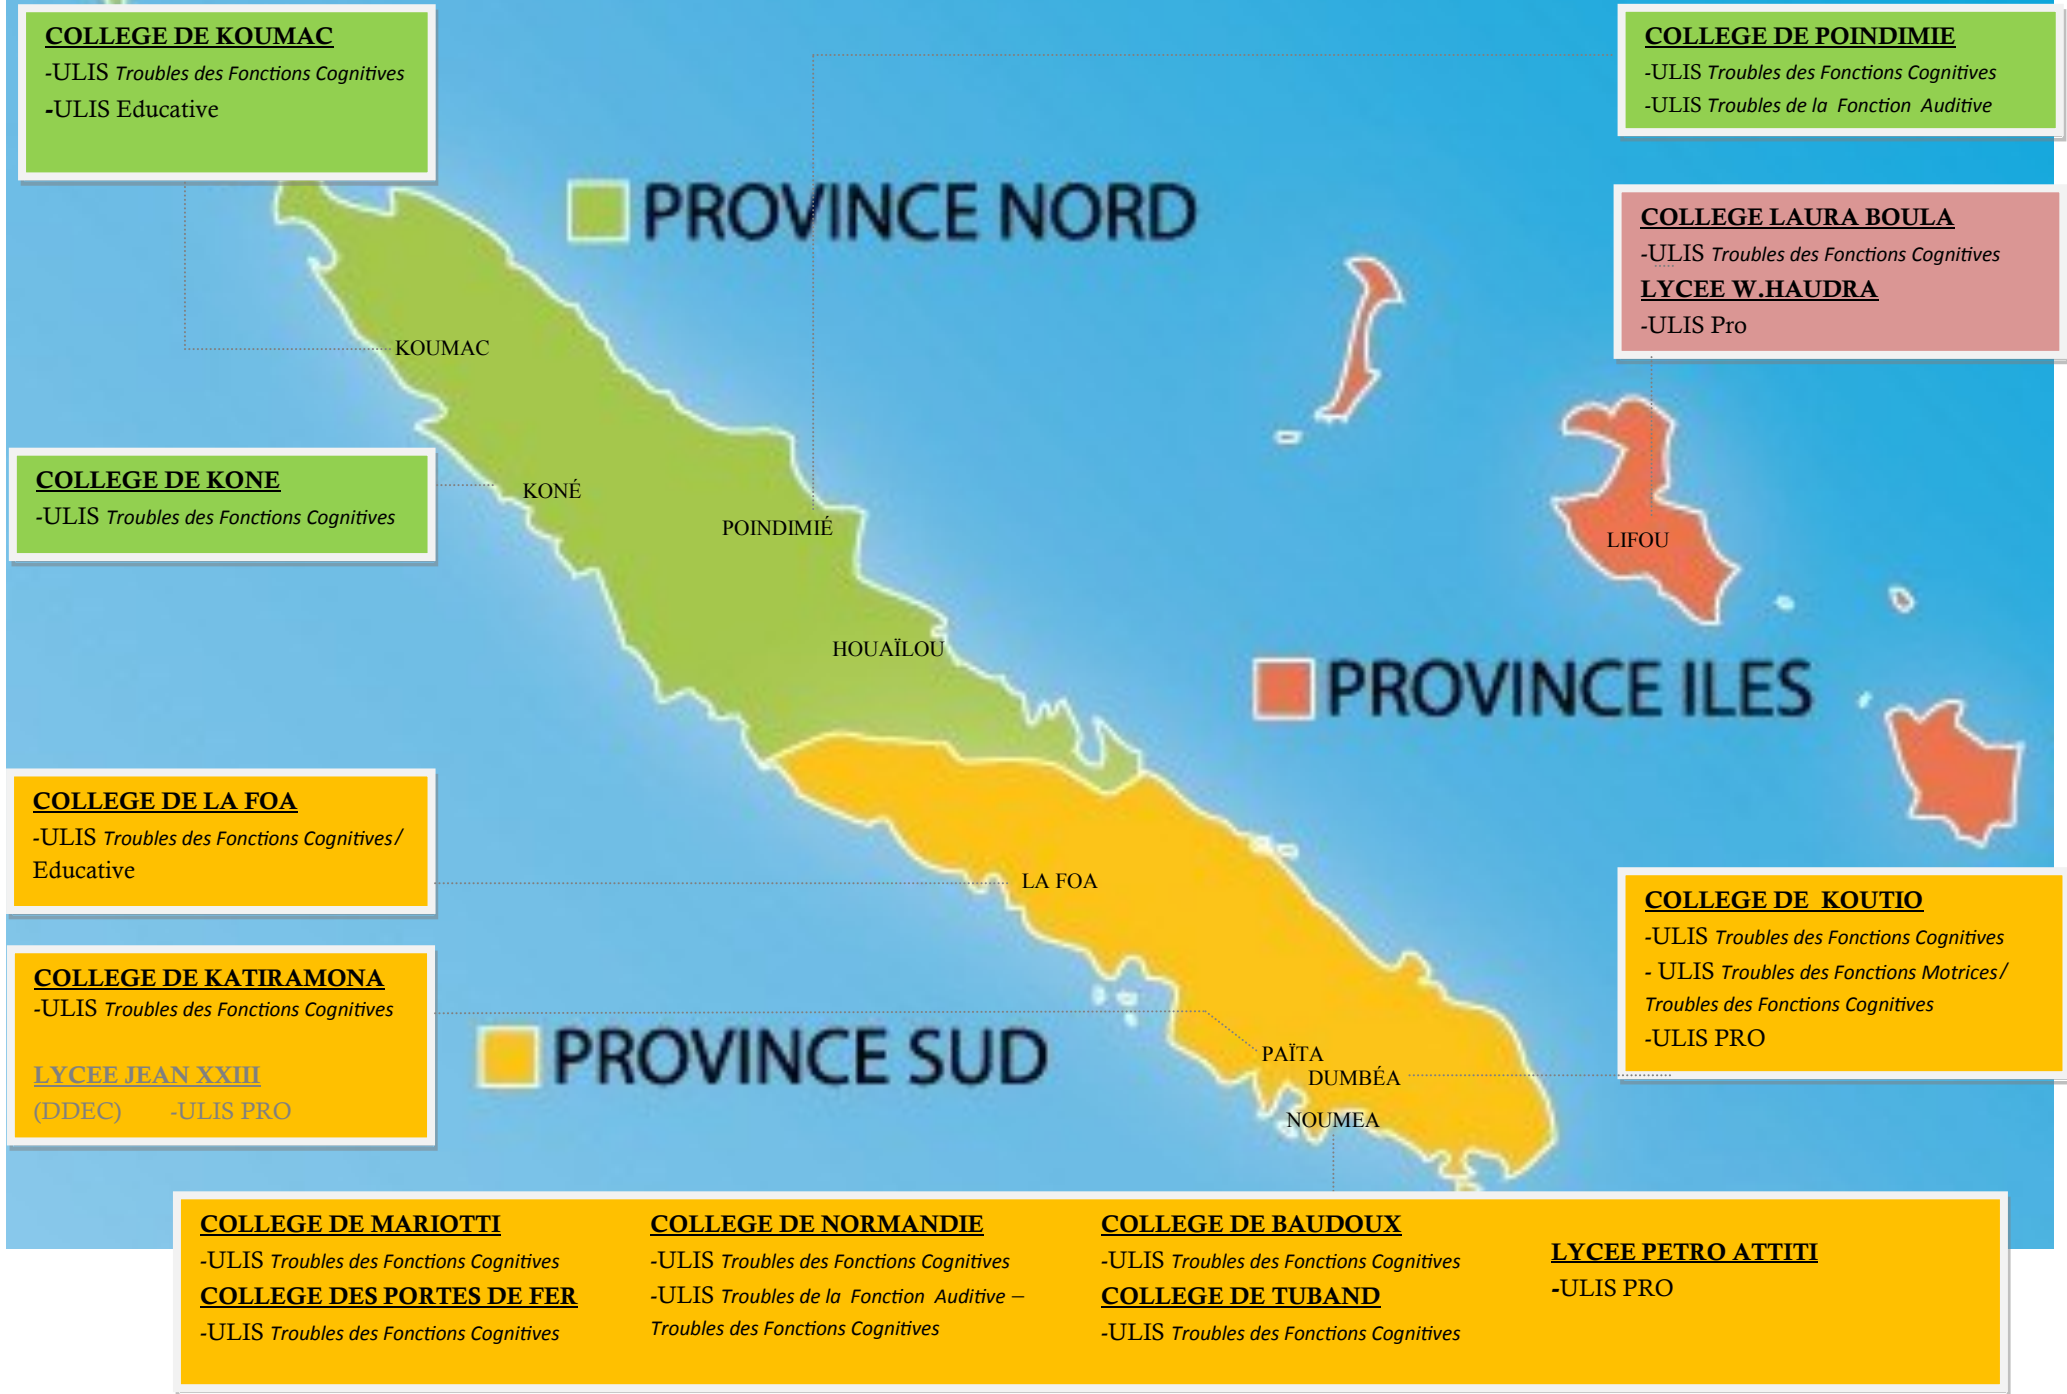 COLLEGE DE KOUMAC
-ULIS Troubles des Fonctions Cognitives
-ULIS Educative
COLLEGE DE POINDIMIE
-ULIS Troubles des Fonctions Cognitives
-ULIS Troubles de la Fonction Auditive
PROVINCE NORD
COLLEGE LAURA BOULA
-ULIS Troubles des Fonctions Cognitives
LYCEE W.HAUDRA
-ULIS Pro
KOUMAC
COLLEGE DE KONE
-ULIS Troubles des Fonctions Cognitives
KONÉ
POINDIMIÉ
LIFOU
HOUAÏLOU
PROVINCE ILES
COLLEGE DE LA FOA
-ULIS Troubles des Fonctions Cognitives/
Educative
LA FOA
COLLEGE DE KOUTIO
-ULIS Troubles des Fonctions Cognitives
- ULIS Troubles des Fonctions Motrices/
Troubles des Fonctions Cognitives
-ULIS PRO
COLLEGE DE KATIRAMONA
-ULIS Troubles des Fonctions Cognitives
LYCEE JEAN XXIII
(DDEC) -ULIS PRO
PROVINCE SUD
PAÏTA
DUMBÉA
NOUMEA
COLLEGE DE MARIOTTI
-ULIS Troubles des Fonctions Cognitives
COLLEGE DES PORTES DE FER
-ULIS Troubles des Fonctions Cognitives
COLLEGE DE NORMANDIE
-ULIS Troubles des Fonctions Cognitives
-ULIS Troubles de la Fonction Auditive –
Troubles des Fonctions Cognitives
COLLEGE DE BAUDOUX
-ULIS Troubles des Fonctions Cognitives
COLLEGE DE TUBAND
-ULIS Troubles des Fonctions Cognitives
LYCEE PETRO ATTITI
-ULIS PRO